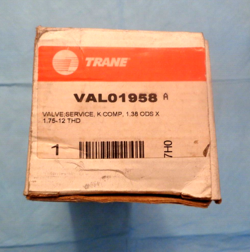 TRANE
VAL01958 A
VALVE:SERVICE, K COMP, 1.38 ODS X
1.75-12 THD
1
7H0